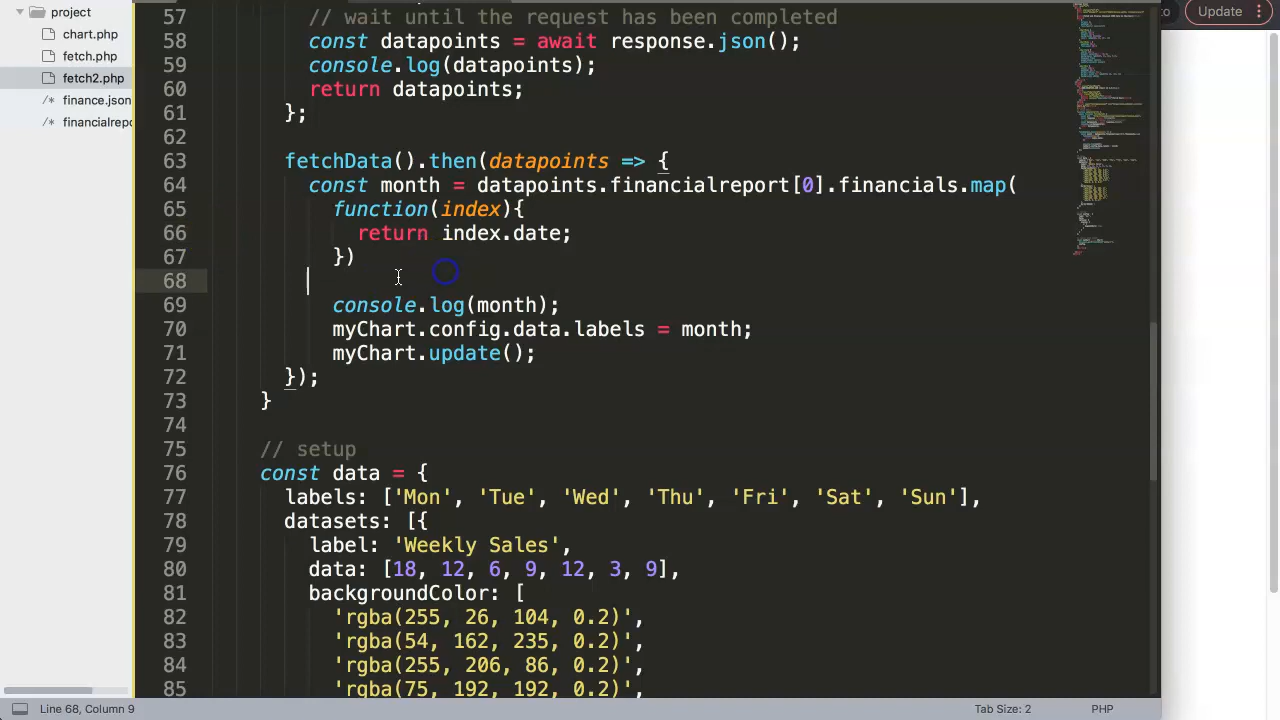 project
chart.php
fetch.php
fetch2.php
finance.json
financialrepo
Update
57 // wait until the request has been completed
58 const datapoints = await response.json();
59 console.log(datapoints);
60 return datapoints;
61 };
62
63 fetchData().then(datapoints => {
64 const month = datapoints.financialreport[0].financials.map(
65 function(index){
66 return index.date;
67 })
68
69 console.log(month);
70 myChart.config.data.labels = month;
71 myChart.update();
72 });
73 }
74
75 // setup
76 const data = {
77 labels: ['Mon', 'Tue', 'Wed', 'Thu', 'Fri', 'Sat', 'Sun'],
78 datasets: [{
79 label: 'Weekly Sales',
80 data: [18, 12, 6, 9, 12, 3, 9],
81 backgroundColor: [
82 'rgba(255, 26, 104, 0.2)',
83 'rgba(54, 162, 235, 0.2)',
84 'rgba(255, 206, 86, 0.2)',
85 'rgba(75, 192, 192, 0.2)',
Line 68, Column 9
Tab Size: 2
PHP